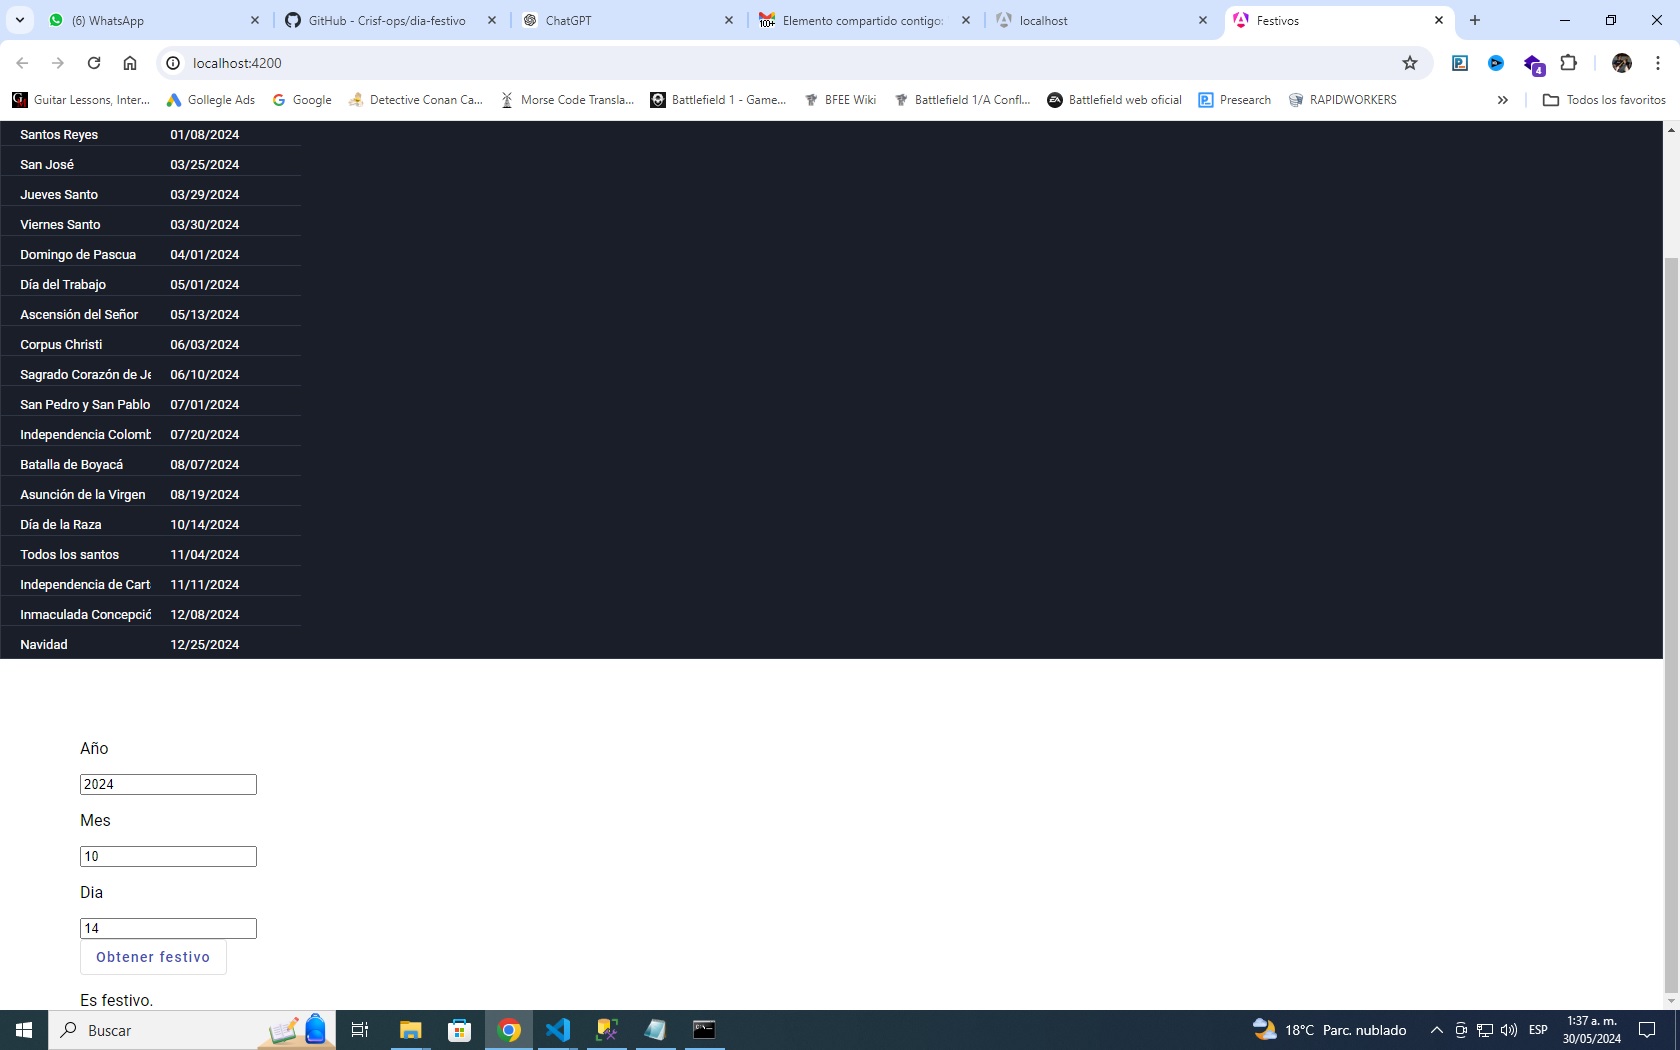 (6) WhatsApp
GitHub - Crisf-ops/dia-festivo
ChatGPT
100+
Elemento compartido contigo:
localhost
Festivos
localhost:4200
4
Guitar Lessons, Inter...
Gollegle Ads
Google
Detective Conan Ca...
Morse Code Transla...
Battlefield 1 - Game...
BFEE Wiki
Battlefield 1/A Confl...
Battlefield web oficial
Presearch
RAPIDWORKERS
Todos los favoritos
Santos Reyes 01/08/2024
San José 03/25/2024
Jueves Santo 03/29/2024
Viernes Santo 03/30/2024
Domingo de Pascua 04/01/2024
Día del Trabajo 05/01/2024
Ascensión del Señor 05/13/2024
Corpus Christi 06/03/2024
Sagrado Corazón de Je 06/10/2024
San Pedro y San Pablo 07/01/2024
Independencia Colomb 07/20/2024
Batalla de Boyacá 08/07/2024
Asunción de la Virgen 08/19/2024
Día de la Raza 10/14/2024
Todos los santos 11/04/2024
Independencia de Cart 11/11/2024
Inmaculada Concepció 12/08/2024
Navidad 12/25/2024
Año
2024
Mes
10
Dia
14
Obtener festivo
Es festivo.
Buscar
18°C Parc. nublado
ESP
1:37 a. m.
30/05/2024